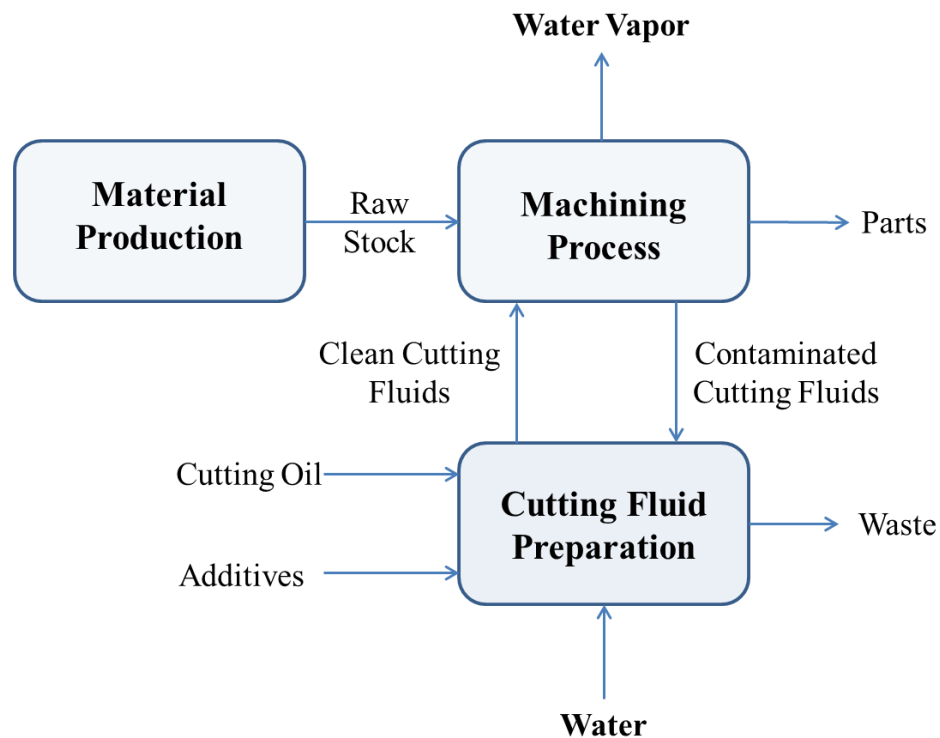 Water Vapor
Material
Production
Raw
Stock
Machining
Process
Parts
Clean Cutting
Fluids
Contaminated
Cutting Fluids
Cutting Oil
Additives
Cutting Fluid
Preparation
Waste
Water